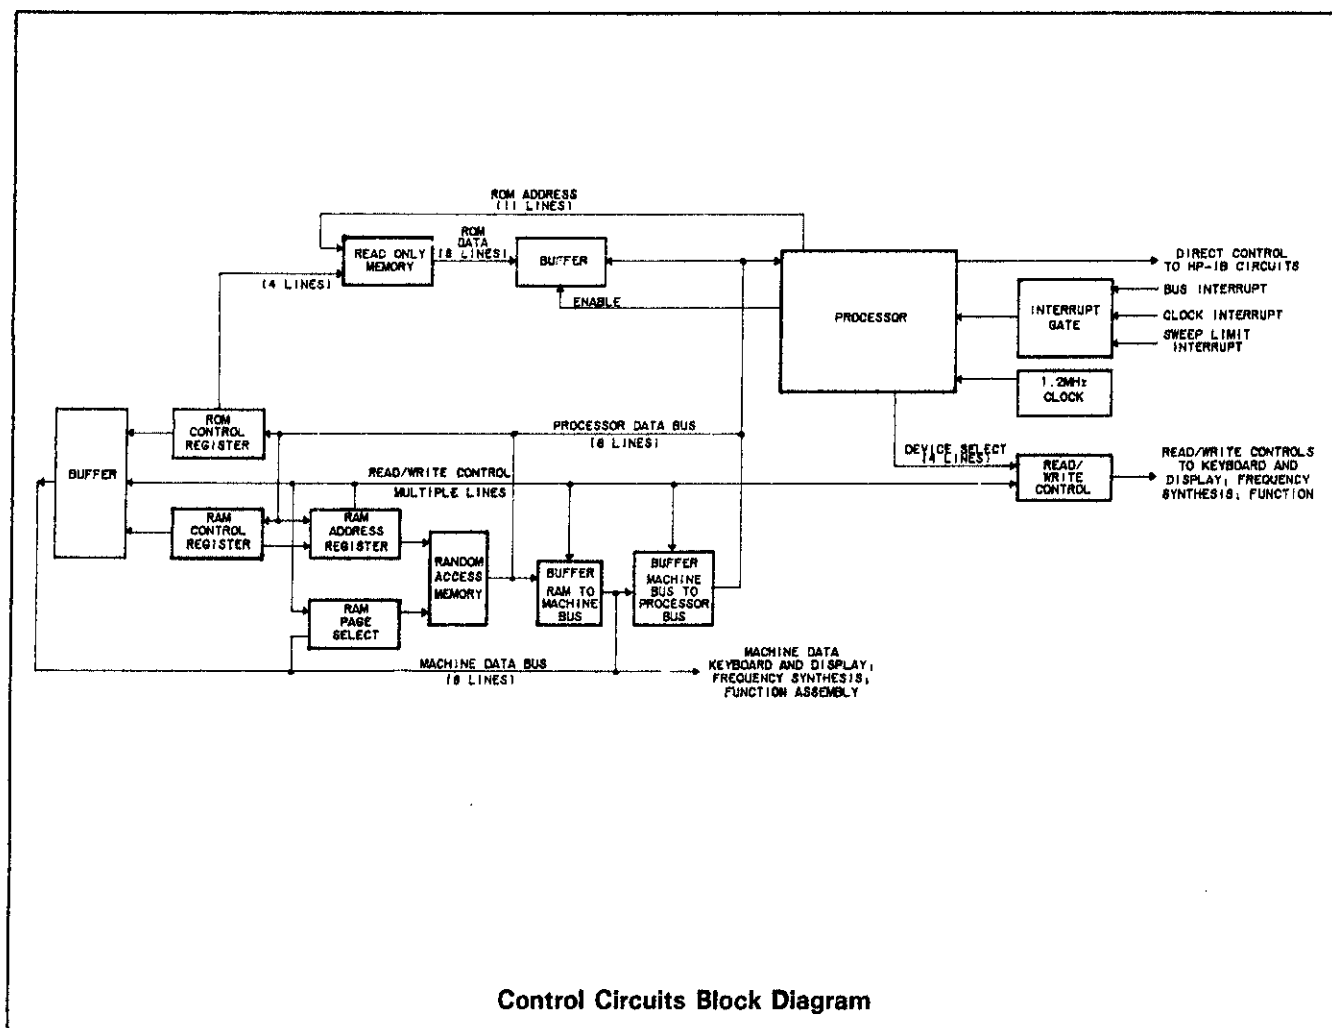 ROM ADDRESS
(11 LINES)
READ ONLY
MEMORY
ROM
DATA
(8 LINES)
BUFFER
(4 LINES)
ENABLE
PROCESSOR
DIRECT CONTROL
TO HP-IB CIRCUITS
BUS INTERRUPT
INTERRUPT
GATE
CLOCK INTERRUPT
SWEEP LIMIT
INTERRUPT
1.2MHz
CLOCK
BUFFER
ROM
CONTROL
REGISTER
PROCESSOR DATA BUS
(8 LINES)
DEVICE SELECT
(4 LINES)
READ/WRITE CONTROL
MULTIPLE LINES
READ/
WRITE
CONTROL
READ/WRITE CONTROLS
TO KEYBOARD AND
DISPLAY; FREQUENCY
SYNTHESIS; FUNCTION
RAM
CONTROL
REGISTER
RAM
ADDRESS
REGISTER
RANDOM
ACCESS
MEMORY
BUFFER
RAM TO
MACHINE
BUS
BUFFER
MACHINE
BUS TO
PROCESSOR
BUS
RAM
PAGE
SELECT
MACHINE DATA BUS
(8 LINES)
MACHINE DATA
KEYBOARD AND DISPLAY;
FREQUENCY SYNTHESIS;
FUNCTION ASSEMBLY
Control Circuits Block Diagram